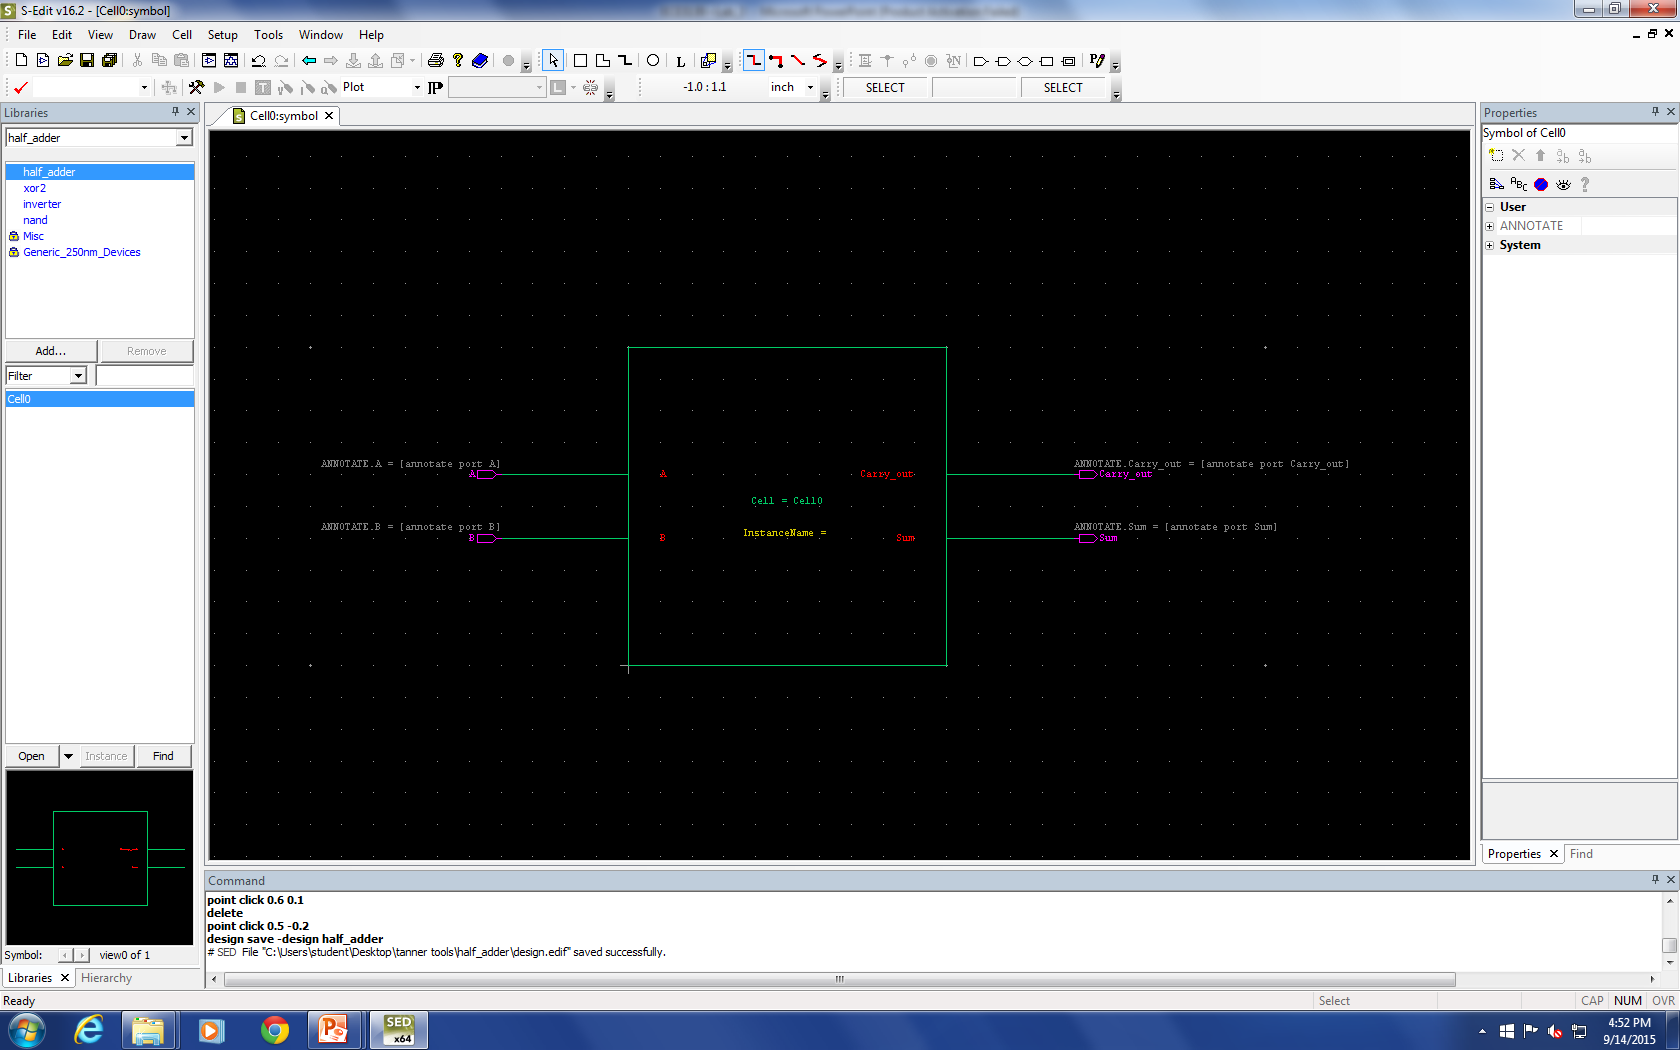 S-Edit v16.2 - [Cell0:symbol]
File Edit View Draw Cell Setup Tools Window Help
Plot
-1.0 : 1.1 inch SELECT SELECT
Libraries
half_adder
half_adder
xor2
inverter
nand
Misc
Generic_250nm_Devices
Add... Remove
Filter
Cell0
Open Instance Find
Symbol: view0 of 1
Libraries Hierarchy
Cell0:symbol
ANNOTATE.A = [annotate port A]
A
A
ANNOTATE.B = [annotate port B]
B
B
Cell = Cell0
InstanceName =
Carry_out
Sum
ANNOTATE.Carry_out = [annotate port Carry_out]
Carry_out
ANNOTATE.Sum = [annotate port Sum]
Sum
Properties
Symbol of Cell0
User
ANNOTATE
System
Properties Find
Command
point click 0.6 0.1
delete
point click 0.5 -0.2
design save -design half_adder
# SED File "C:\Users\student\Desktop\tanner tools\half_adder\design.edif" saved successfully.
Ready Select CAP NUM OVR
SED
x64
4:52 PM
9/14/2015